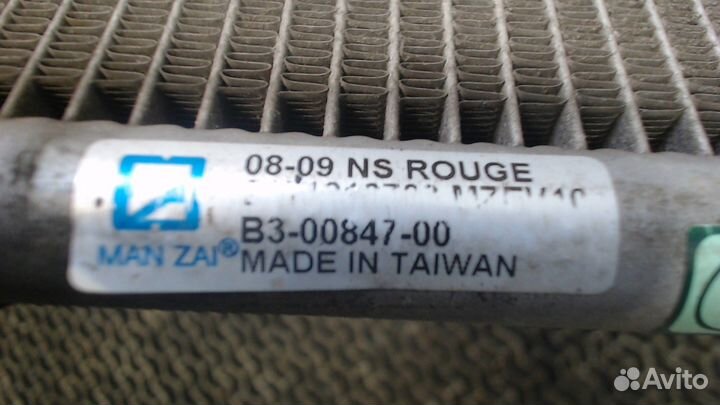 08-09 NS ROUGE
B3-00847-00
MAN ZAI®
MADE IN TAIWAN
Avito